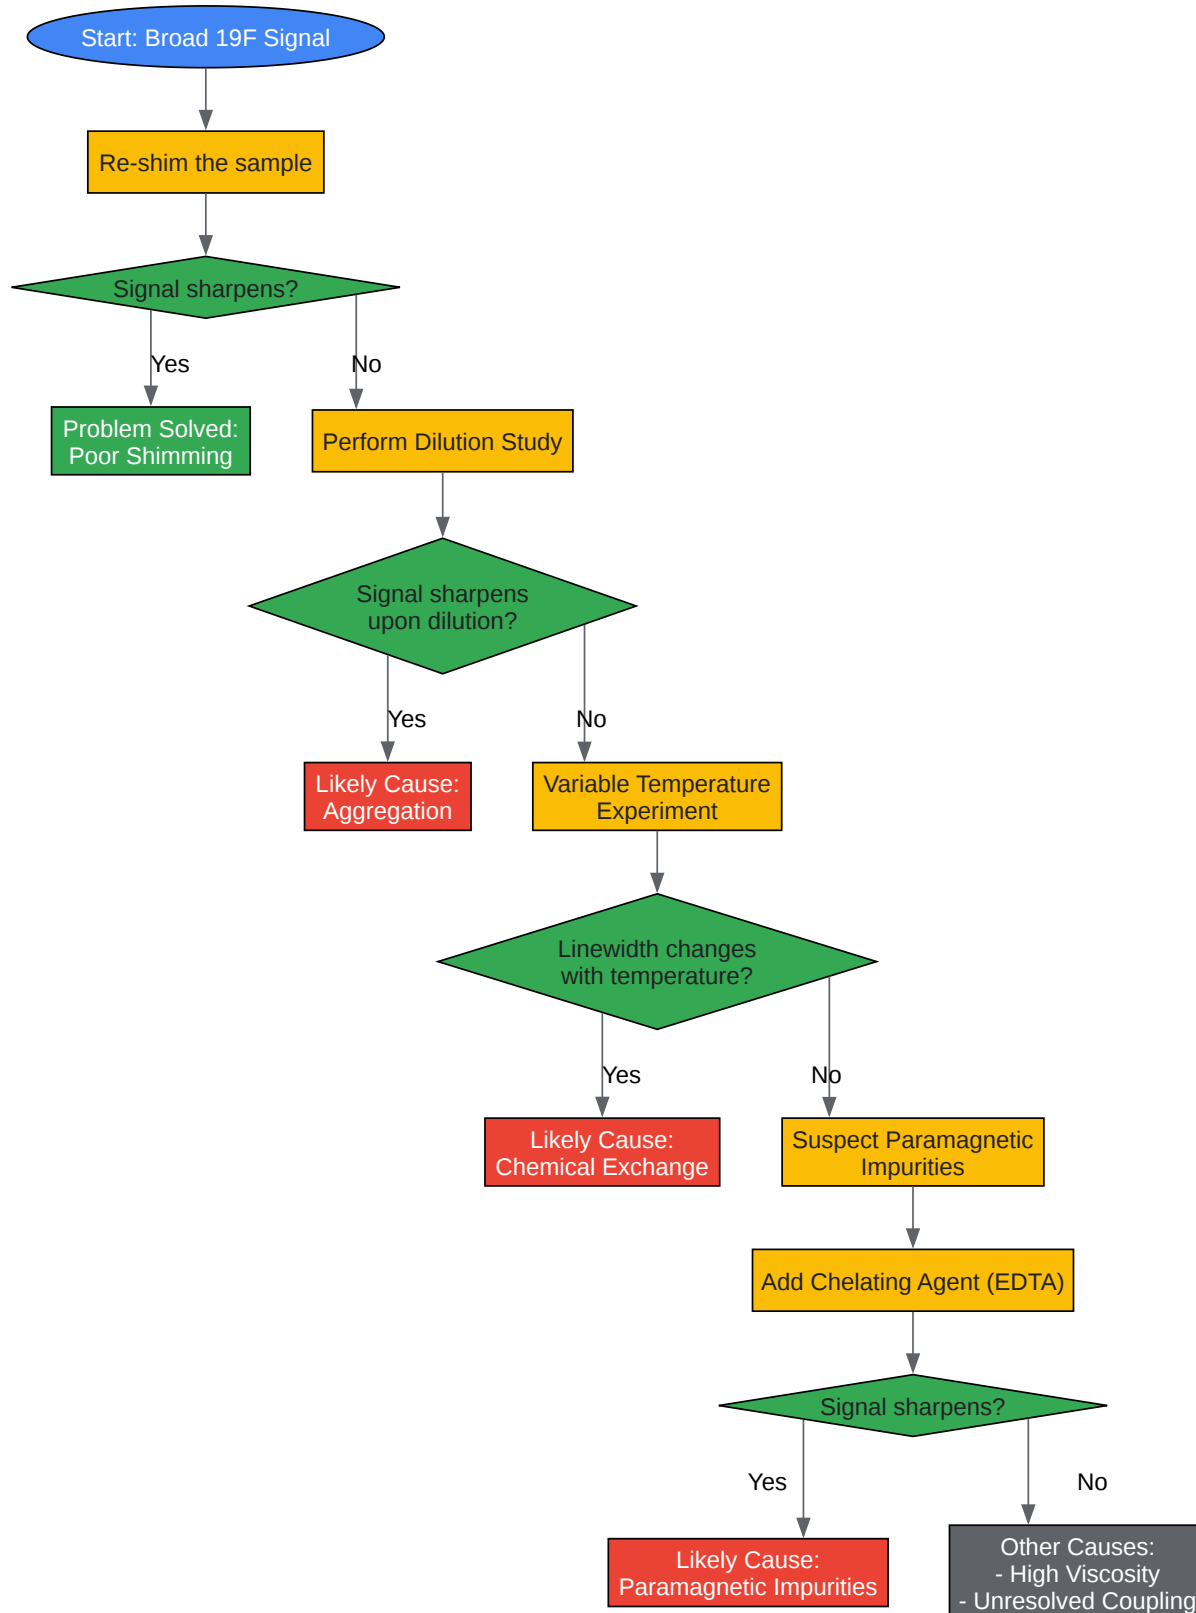 Start: Broad 19F Signal
Re-shim the sample
Signal sharpens?
Yes
No
Problem Solved:
Poor Shimming
Perform Dilution Study
Signal sharpens
upon dilution?
Yes
No
Likely Cause:
Aggregation
Variable Temperature
Experiment
Linewidth changes
with temperature?
Yes
No
Likely Cause:
Chemical Exchange
Suspect Paramagnetic
Impurities
Add Chelating Agent (EDTA)
Signal sharpens?
Yes
No
Likely Cause:
Paramagnetic Impurities
Other Causes:
- High Viscosity
- Unresolved Coupling